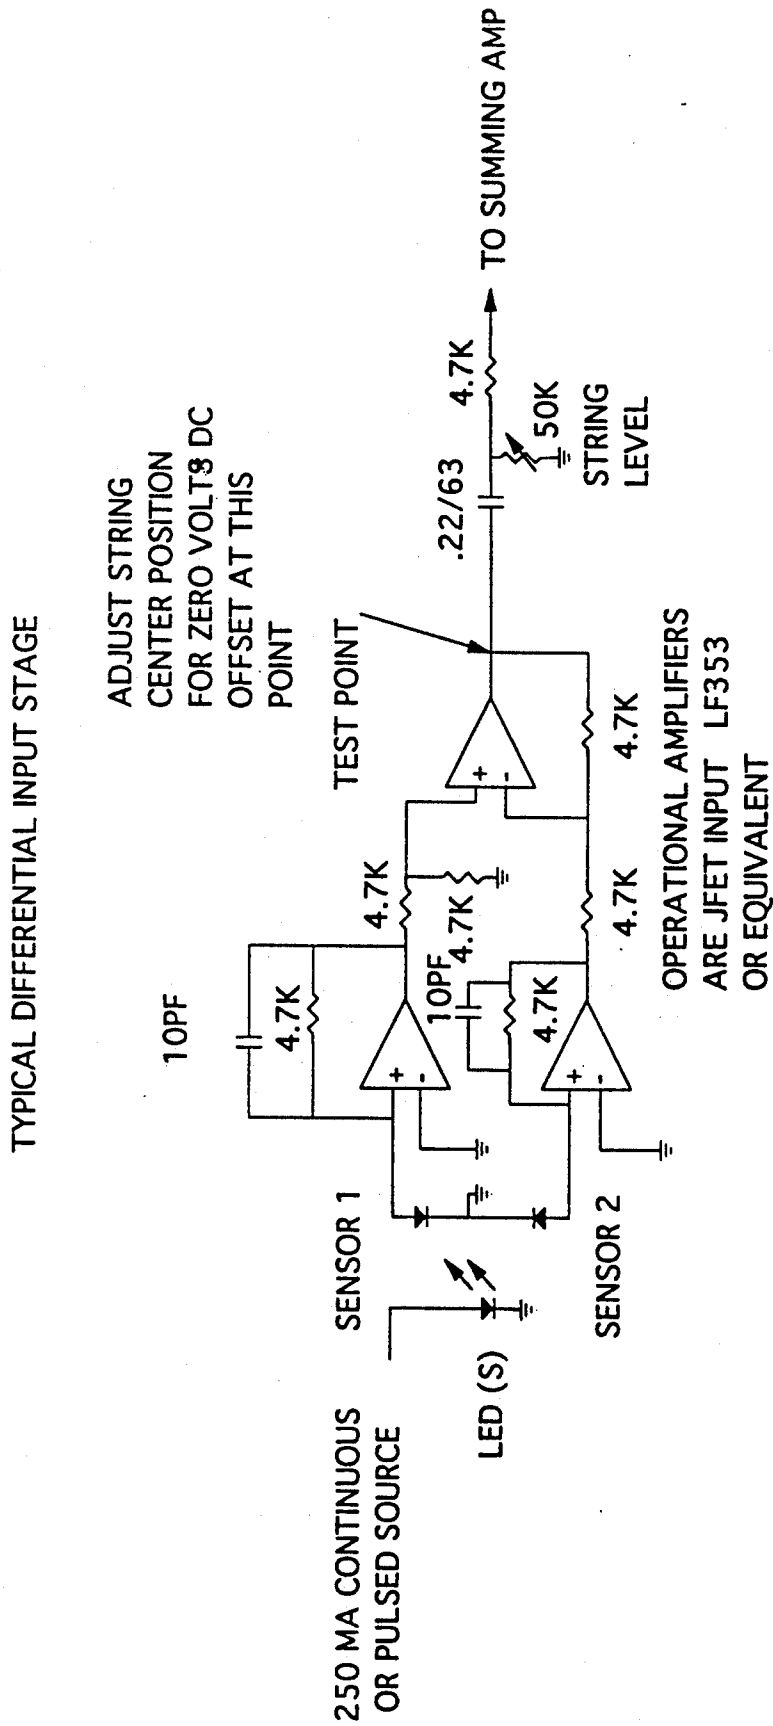 TYPICAL DIFFERENTIAL INPUT STAGE
ADJUST STRING
CENTER POSITION
FOR ZERO VOLTS DC
OFFSET AT THIS
POINT
TEST POINT
10PF
4.7K
4.7K
4.7K
10PF
4.7K
4.7K
4.7K
+
-
+
-
+
-
.22/63
4.7K
50K
STRING
LEVEL
TO SUMMING AMP
SENSOR 1
SENSOR 2
250 MA CONTINUOUS
OR PULSED SOURCE
LED (S)
OPERATIONAL AMPLIFIERS
ARE JFET INPUT LF353
OR EQUIVALENT